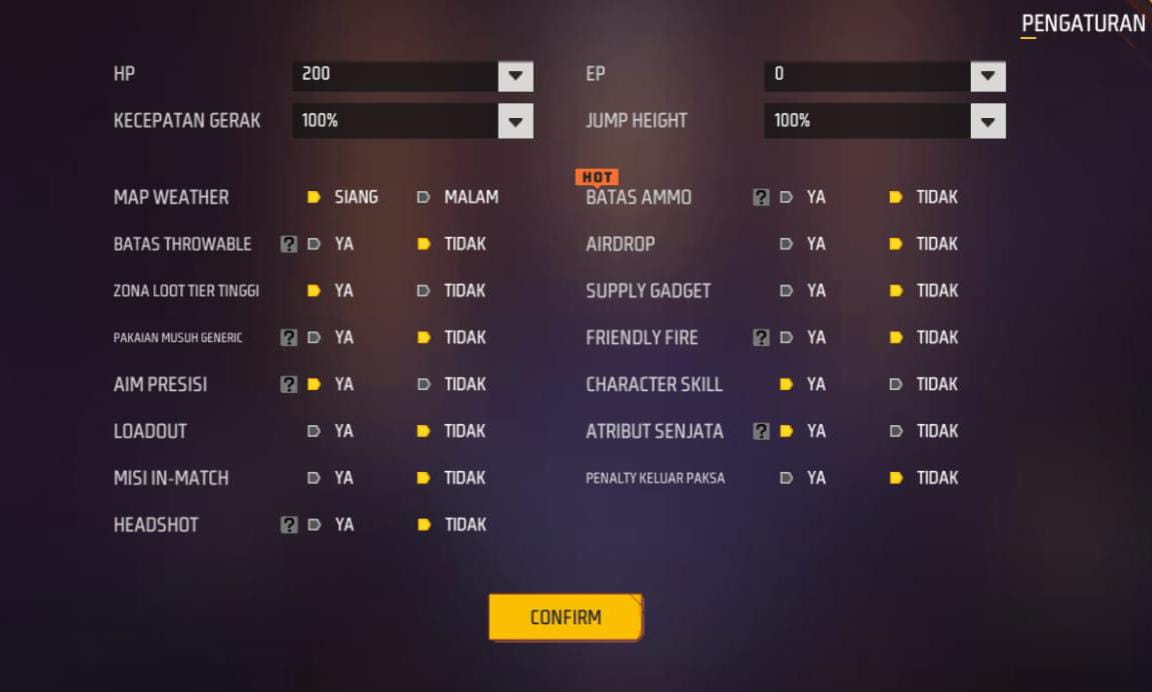 PENGATURAN
HP 200 EP 0
KECEPATAN GERAK 100% JUMP HEIGHT 100%
HOT
MAP WEATHER SIANG MALAM BATAS AMMO ? YA TIDAK
BATAS THROWABLE ? YA TIDAK AIRDROP YA TIDAK
ZONA LOOT TIER TINGGI YA TIDAK SUPPLY GADGET YA TIDAK
PAKAIAN MUSUH GENERIC ? YA TIDAK FRIENDLY FIRE ? YA TIDAK
AIM PRESISI ? YA TIDAK CHARACTER SKILL YA TIDAK
LOADOUT YA TIDAK ATRIBUT SENJATA ? YA TIDAK
MISI IN-MATCH YA TIDAK PENALTY KELUAR PAKSA YA TIDAK
HEADSHOT ? YA TIDAK
CONFIRM